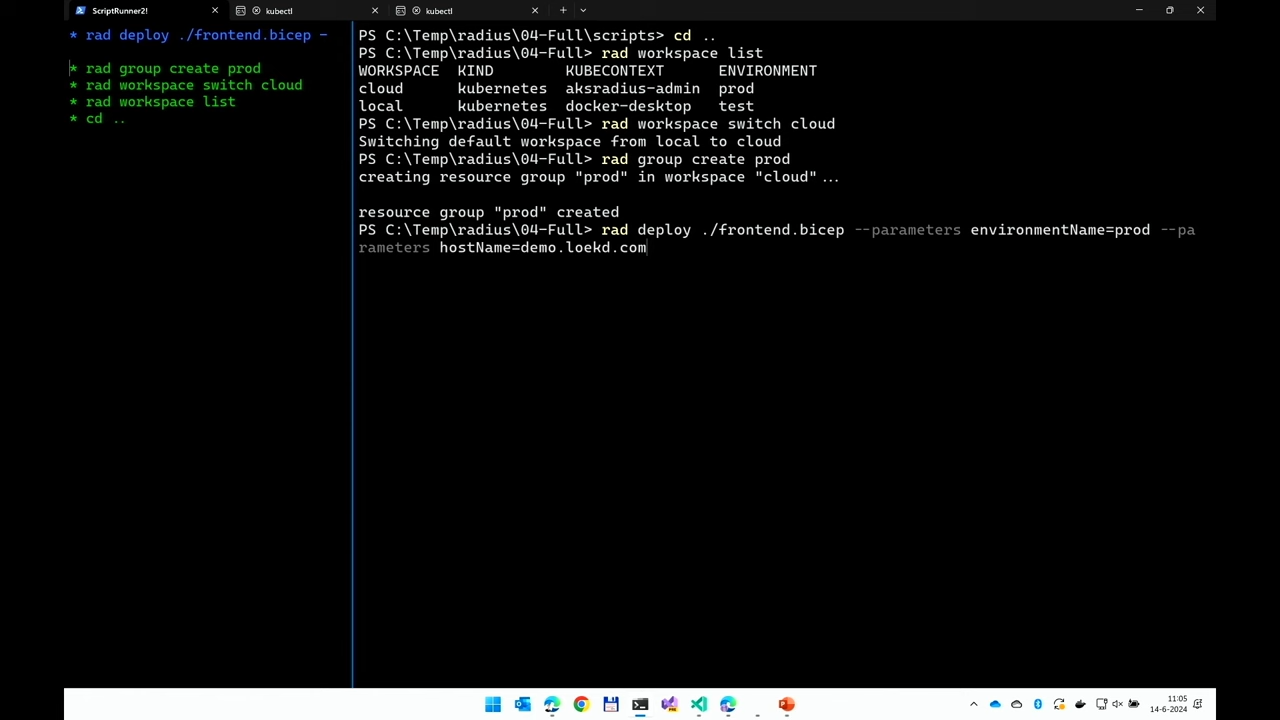 ScriptRunner2!
kubectl
kubectl
* rad deploy ./frontend.bicep -
* rad group create prod
* rad workspace switch cloud
* rad workspace list
* cd ..
PS C:\Temp\radius\04-Full\scripts> cd ..
PS C:\Temp\radius\04-Full> rad workspace list
WORKSPACE KIND KUBECONTEXT ENVIRONMENT
cloud kubernetes aksradius-admin prod
local kubernetes docker-desktop test
PS C:\Temp\radius\04-Full> rad workspace switch cloud
Switching default workspace from local to cloud
PS C:\Temp\radius\04-Full> rad group create prod
creating resource group "prod" in workspace "cloud"...
resource group "prod" created
PS C:\Temp\radius\04-Full> rad deploy ./frontend.bicep --parameters environmentName=prod --pa
rameters hostName=demo.loekd.com
11:05
14-6-2024